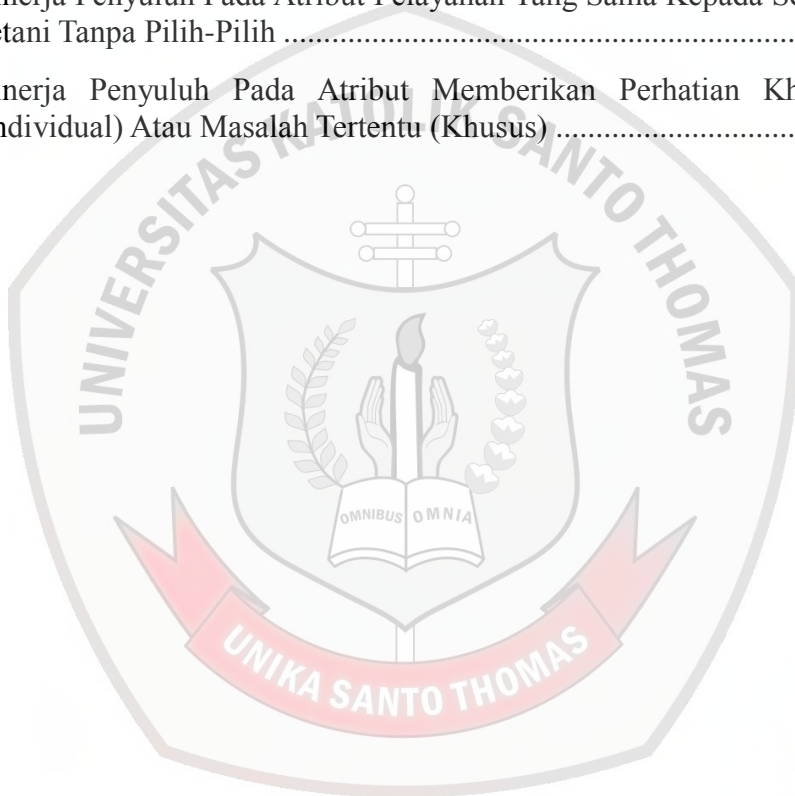 nerja Penyuluh Pada Atribut Pelayanan Yang Sama Kepada Se
etani Tanpa Pilih-Pilih ..........................................................................
nerja Penyuluh Pada Atribut Memberikan Perhatian Kh
ndividual) Atau Masalah Tertentu (Khusus) ..............................
UNIVERSITAS KATOLIK SANTO THOMAS
OMNIBUS OMNIA
UNIKA SANTO THOMAS